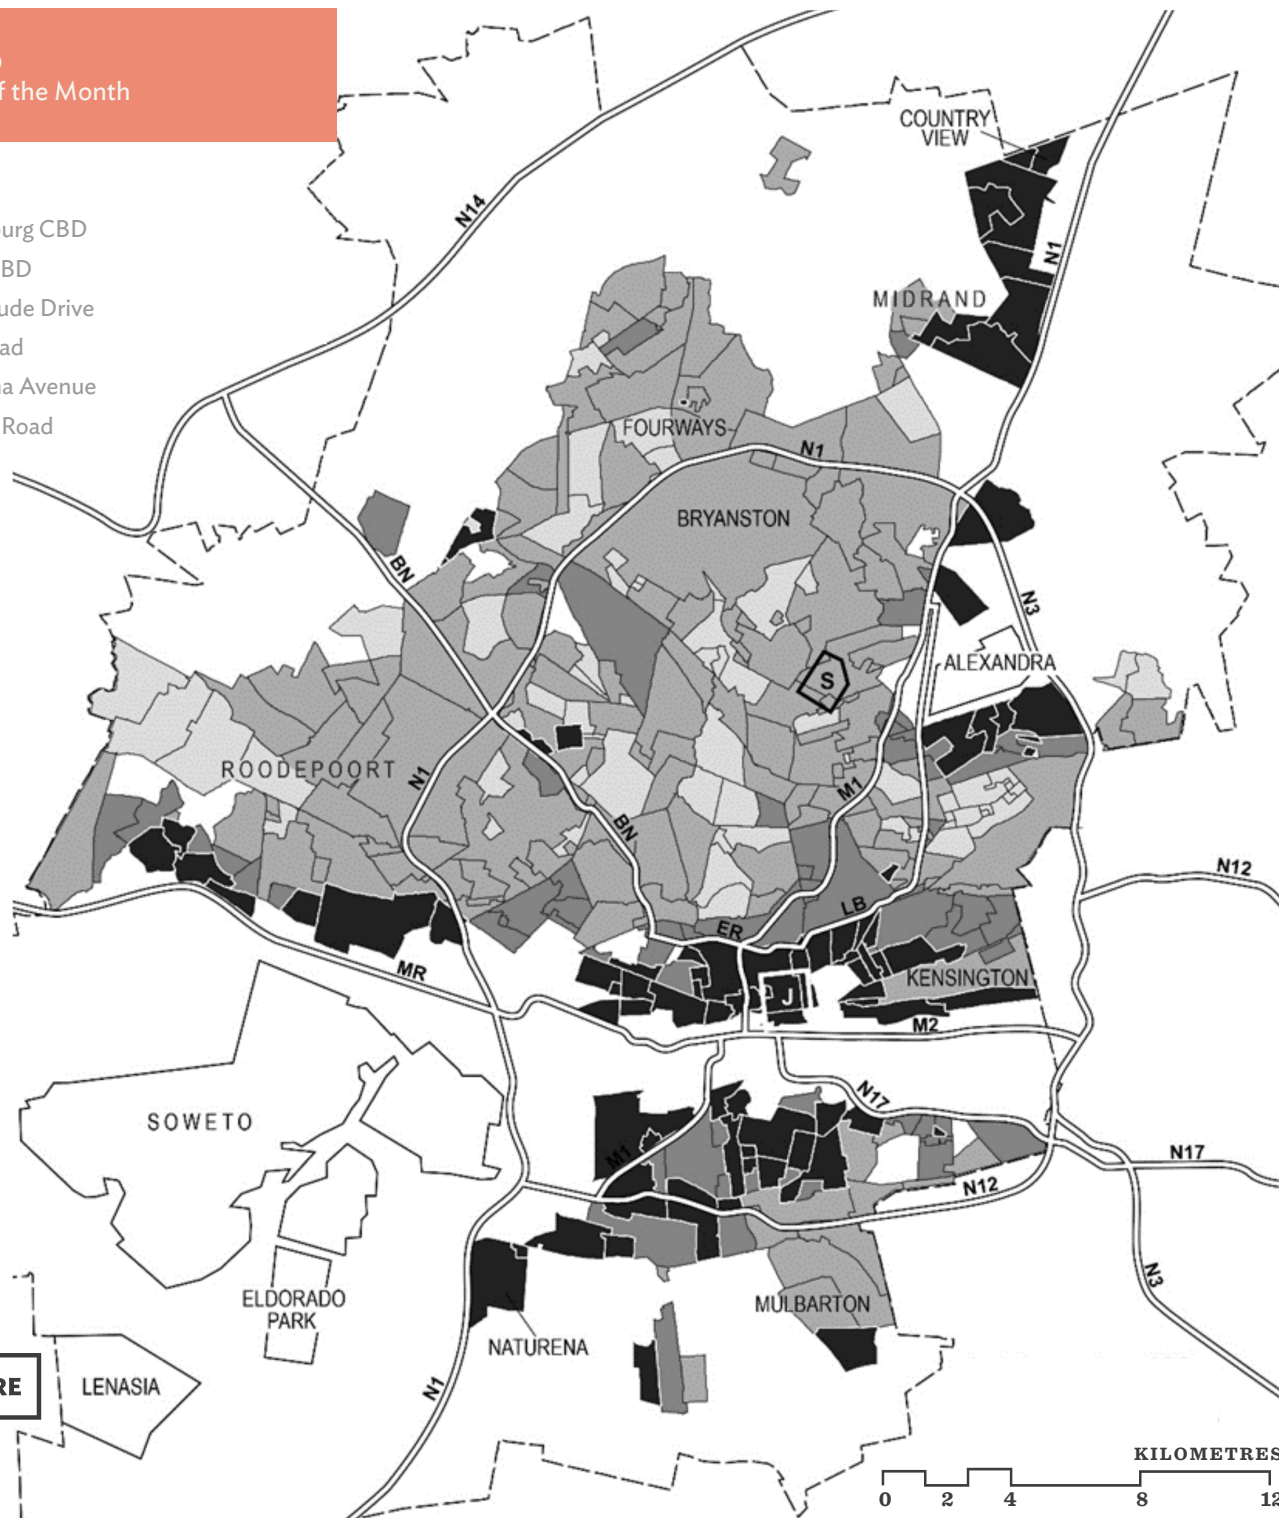 f the Month
urg CBD
BD
ude Drive
ad
na Avenue
Road
COUNTRY
VIEW
N14
N1
MIDRAND
FOURWAYS
N1
BRYANSTON
BN
N3
ALEXANDRA
S
ROODEPOORT
N1
M1
BN
N12
LB
ER
MR
KENSINGTON
J
M2
SOWETO
N17
M1
N17
N12
N3
ELDORADO
PARK
MULBARTON
NATURENA
RE
LENASIA
N1
KILOMETRES
0 2 4 8 12